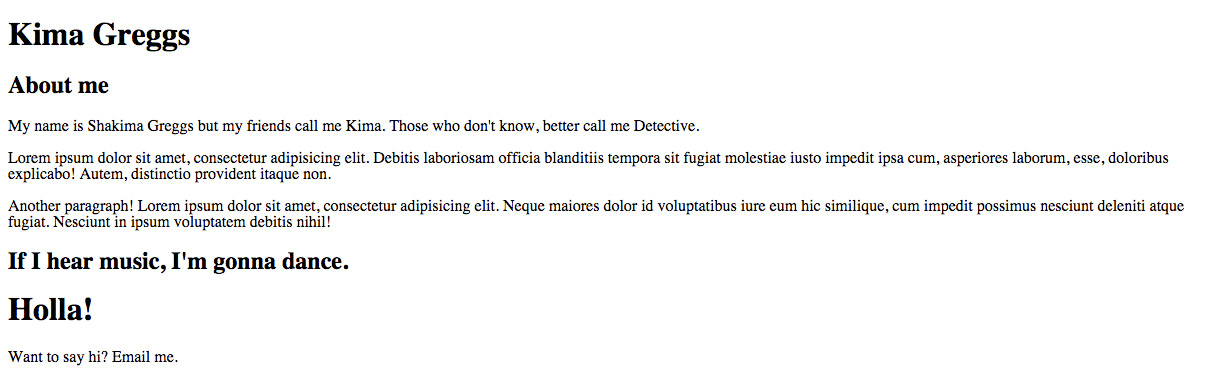 Kima Greggs
About me
My name is Shakima Greggs but my friends call me Kima. Those who don't know, better call me Detective.
Lorem ipsum dolor sit amet, consectetur adipisicing elit. Debitis laboriosam officia blanditiis tempora sit fugiat molestiae iusto impedit ipsa cum, asperiores laborum, esse, doloribus
explicabo! Autem, distinctio provident itaque non.
Another paragraph! Lorem ipsum dolor sit amet, consectetur adipisicing elit. Neque maiores dolor id voluptatibus iure eum hic similique, cum impedit possimus nesciunt deleniti atque
fugiat. Nesciunt in ipsum voluptatem debitis nihil!
If I hear music, I'm gonna dance.
Holla!
Want to say hi? Email me.